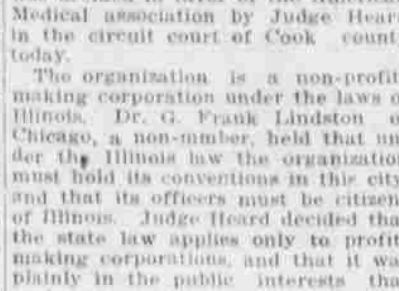 Medical association by Judge Heard
in the circuit court of Cook count
today.
The organization is a non-profit
making corporation under the laws o
Illinois. Dr. G. Frank Lindston o
Chicago, a non-mmber, held that un
der the Illinois law the organizatio
must hold its conventions in this city
and that its officers must be citizen
of Illinois. Judge Heard decided tha
the state law applies only to profit
making corporations, and that it wa
plainly in the public interests tha